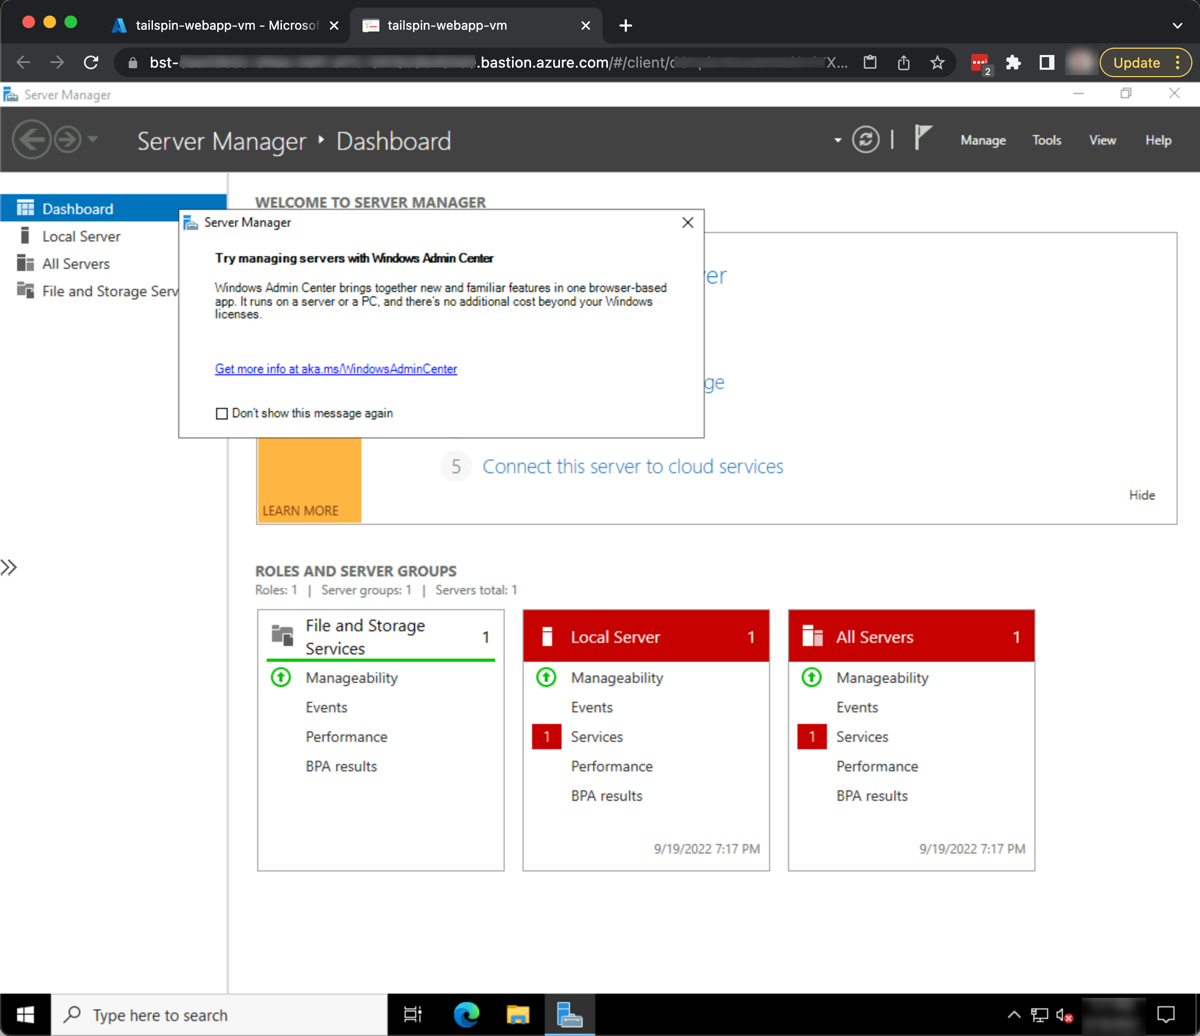 tailspin-webapp-vm - Microsof
tailspin-webapp-vm
bst-
.bastion.azure.com/#/client/
X...
2
Update
Server Manager
Server Manager
Dashboard
Manage
Tools
View
Help
Dashboard
Local Server
All Servers
File and Storage Serv
WELCOME TO SERVER MANAGER
Server Manager
Try managing servers with Windows Admin Center
Windows Admin Center brings together new and familiar features in one browser-based
app. It runs on a server or a PC, and there's no additional cost beyond your Windows
licenses.
Get more info at aka.ms/WindowsAdminCenter
Don't show this message again
er
ge
5 Connect this server to cloud services
LEARN MORE
Hide
ROLES AND SERVER GROUPS
Roles: 1 | Server groups: 1 | Servers total: 1
File and Storage
Services
1
Manageability
Events
Performance
BPA results
Local Server 1
Manageability
Events
1 Services
Performance
BPA results
9/19/2022 7:17 PM
All Servers 1
Manageability
Events
1 Services
Performance
BPA results
9/19/2022 7:17 PM
Type here to search